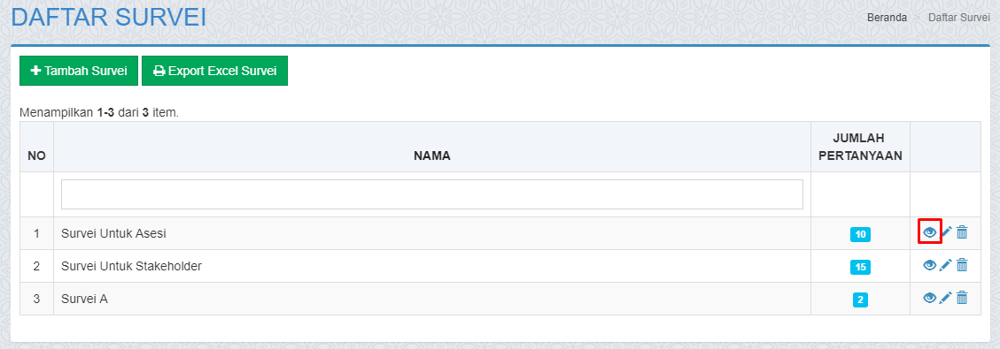 DAFTAR SURVEI
Beranda Daftar Survei
Tambah Survei Export Excel Survei
Menampilkan 1-3 dari 3 item.
NO NAMA JUMLAH PERTANYAAN
1 Survei Untuk Asesi 10
2 Survei Untuk Stakeholder 15
3 Survei A 2